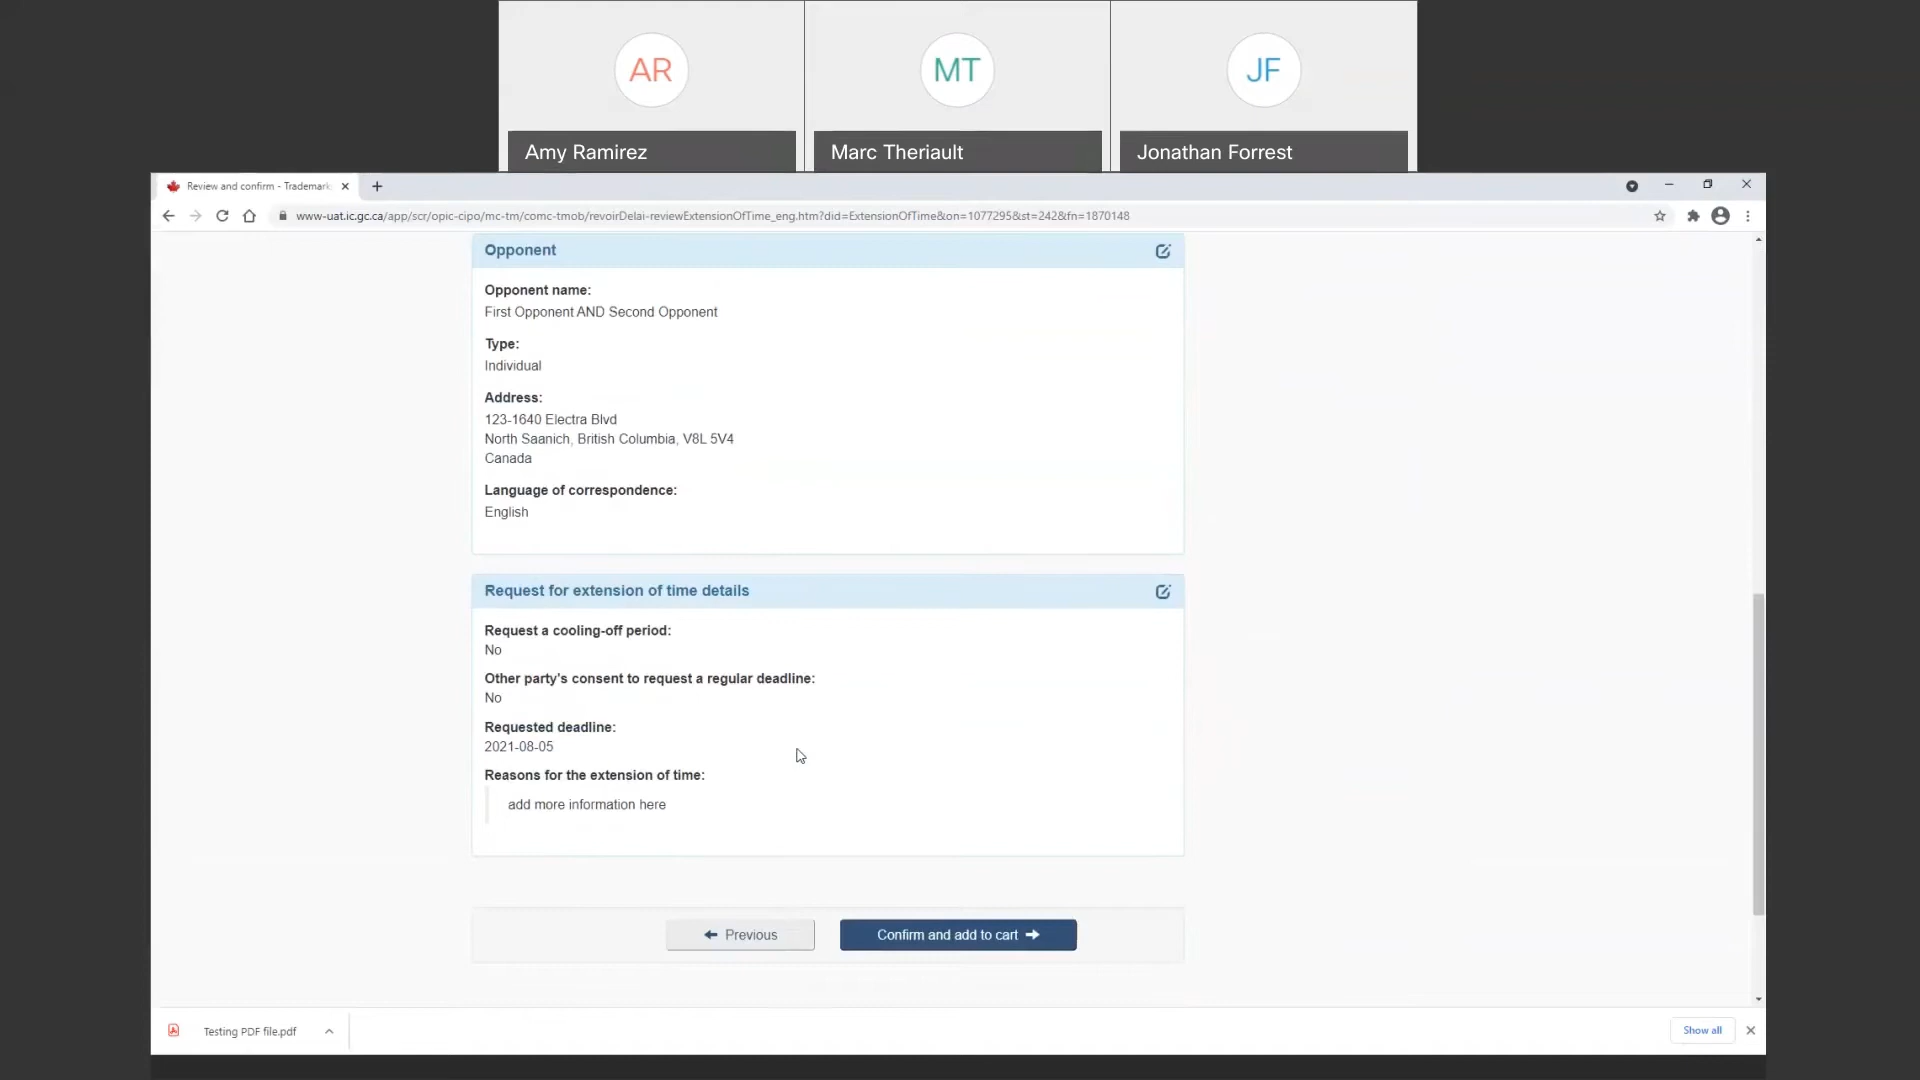 AR
MT
JF
Amy Ramirez
Marc Theriault
Jonathan Forrest
Review and confirm - Trademark
www-uat.ic.gc.ca/app/scr/opic-cipo/mc-tm/comc-tmob/revoirDelai-reviewExtensionOfTime_eng.htm?did=ExtensionOfTime&on=1077295&st=242&fn=1870148
Opponent
Opponent name:
First Opponent AND Second Opponent
Type:
Individual
Address:
123-1640 Electra Blvd
North Saanich, British Columbia, V8L 5V4
Canada
Language of correspondence:
English
Request for extension of time details
Request a cooling-off period:
No
Other party's consent to request a regular deadline:
No
Requested deadline:
2021-08-05
Reasons for the extension of time:
add more information here
Previous
Confirm and add to cart
Testing PDF file.pdf
Show all